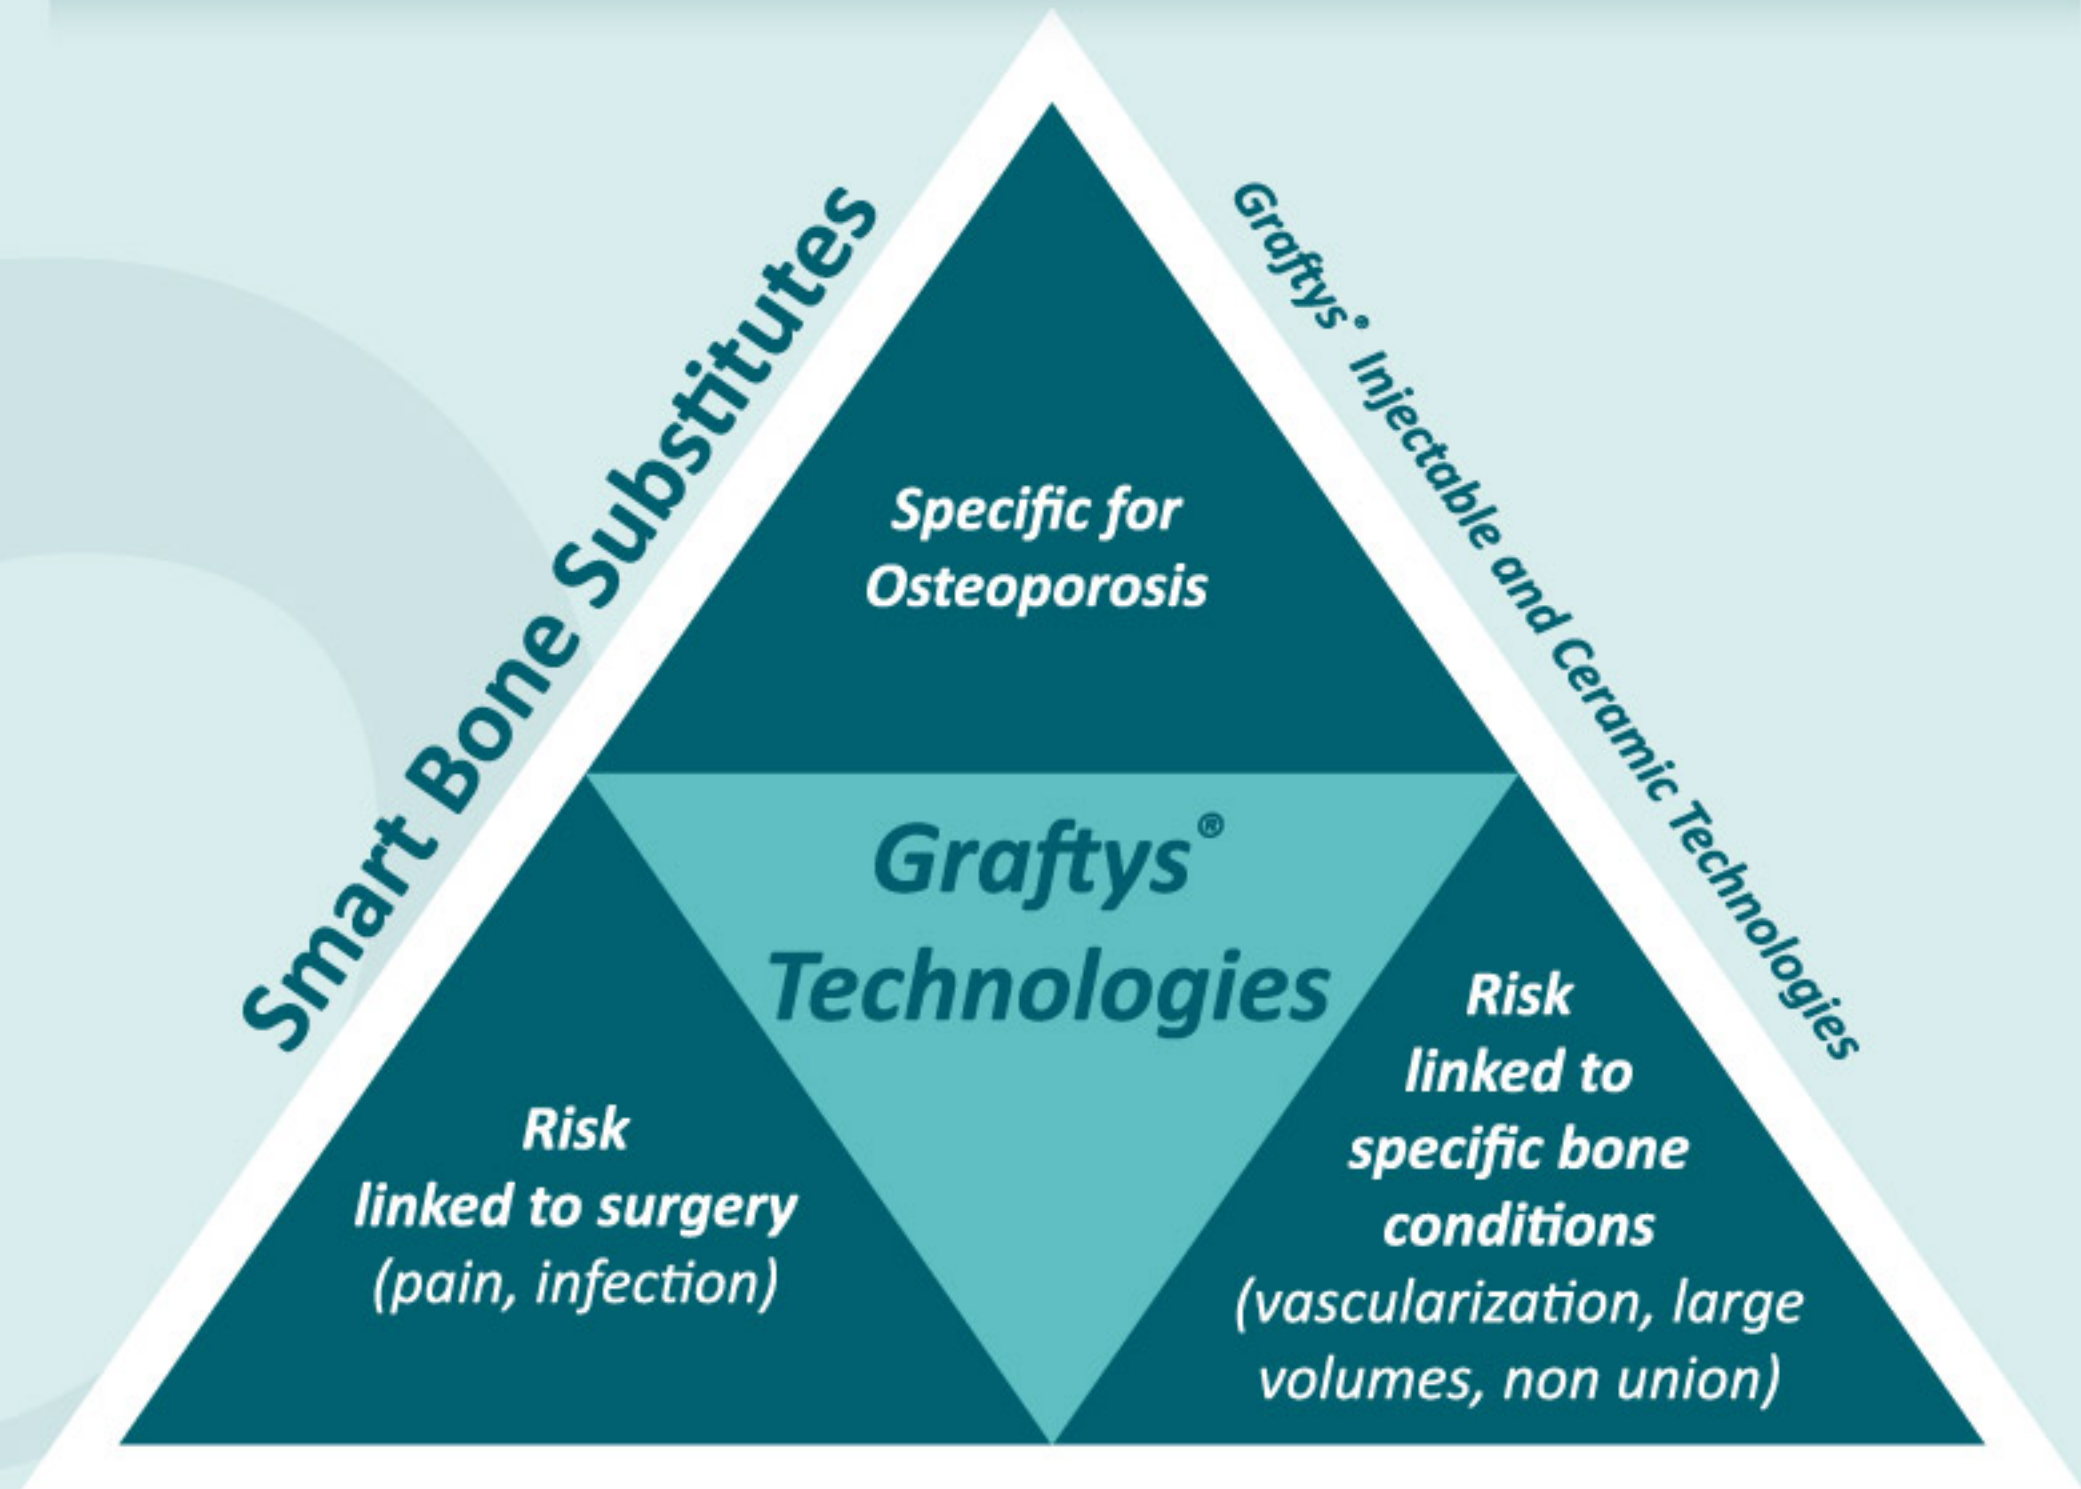 Smart Bone Substitutes
Graftys® Injectable and Ceramic Technologies
Specific for
Osteoporosis
Graftys®
Technologies
Risk
linked to surgery
(pain, infection)
Risk
linked to
specific bone
conditions
(vascularization, large
volumes, non union)